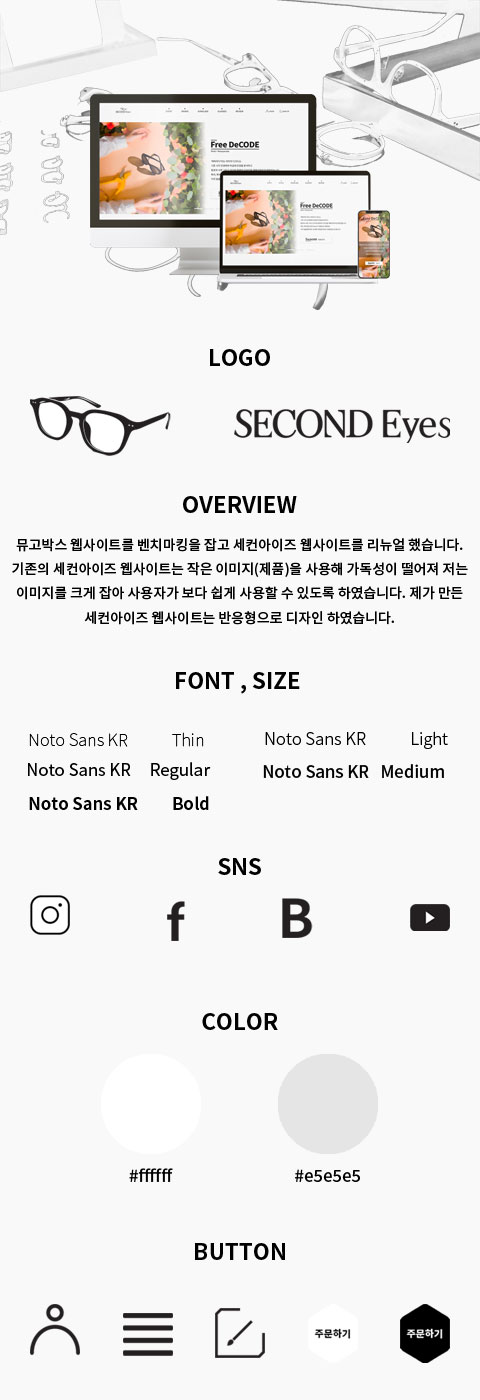 Free DeCODE
Free DeCODE
LOGO
SECOND Eyes
OVERVIEW
뮤고박스 웹사이트를 벤치마킹을 잡고 세컨아이즈 웹사이트를 리뉴얼 했습니다.
기존의 세컨아이즈 웹사이트는 작은 이미지(제품)을 사용해 가독성이 떨어져 저는
이미지를 크게 잡아 사용자가 보다 쉽게 사용할 수 있도록 하였습니다. 제가 만든
세컨아이즈 웹사이트는 반응형으로 디자인 하였습니다.
FONT , SIZE
Noto Sans KR Thin
Noto Sans KR Light
Noto Sans KR Regular
Noto Sans KR Medium
Noto Sans KR Bold
SNS
f
B
COLOR
#ffffff
#e5e5e5
BUTTON
주문하기
주문하기